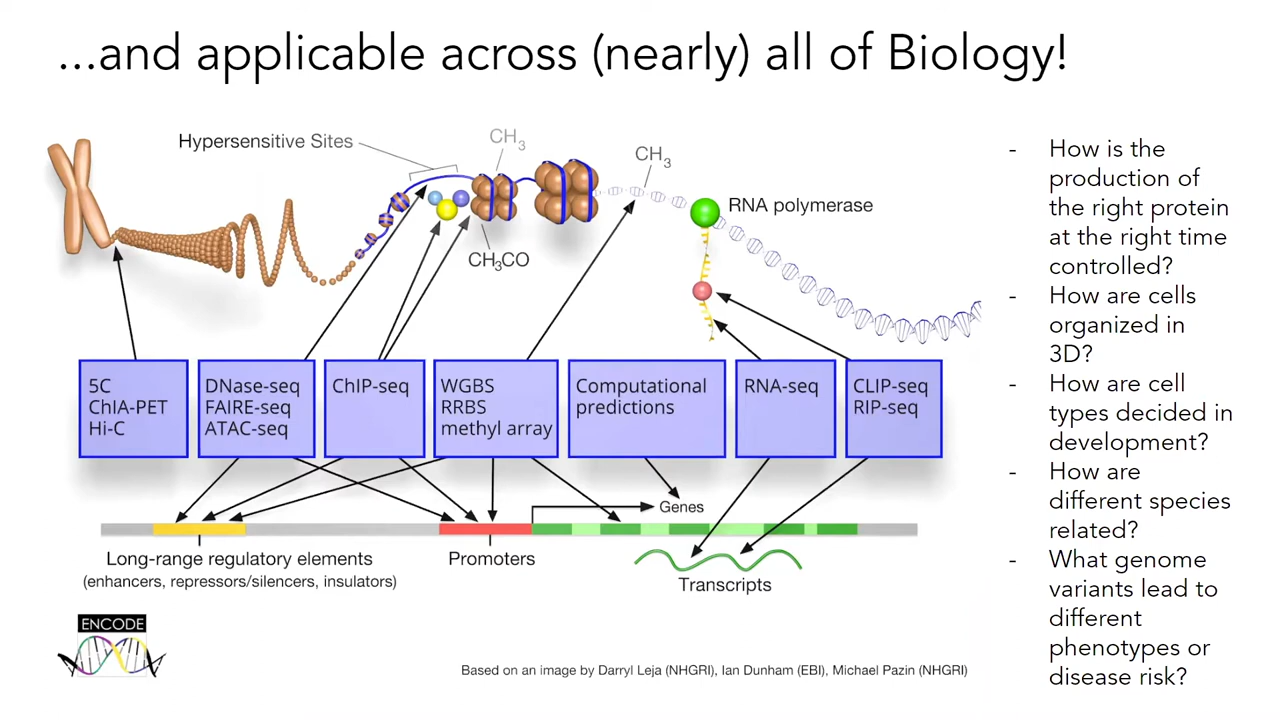 ...and applicable across (nearly) all of Biology!
Hypersensitive Sites
CH3
CH3
RNA polymerase
CH3CO
5C
ChIA-PET
Hi-C
DNase-seq
FAIRE-seq
ATAC-seq
ChIP-seq
WGBS
RRBS
methyl array
Computational
predictions
RNA-seq
CLIP-seq
RIP-seq
Genes
Long-range regulatory elements
(enhancers, repressors/silencers, insulators)
Promoters
Transcripts
ENCODE
Based on an image by Darryl Leja (NHGRI), Ian Dunham (EBI), Michael Pazin (NHGRI)
- How is the
production of
the right protein
at the right time
controlled?
- How are cells
organized in
3D?
- How are cell
types decided in
development?
- How are
different species
related?
- What genome
variants lead to
different
phenotypes or
disease risk?